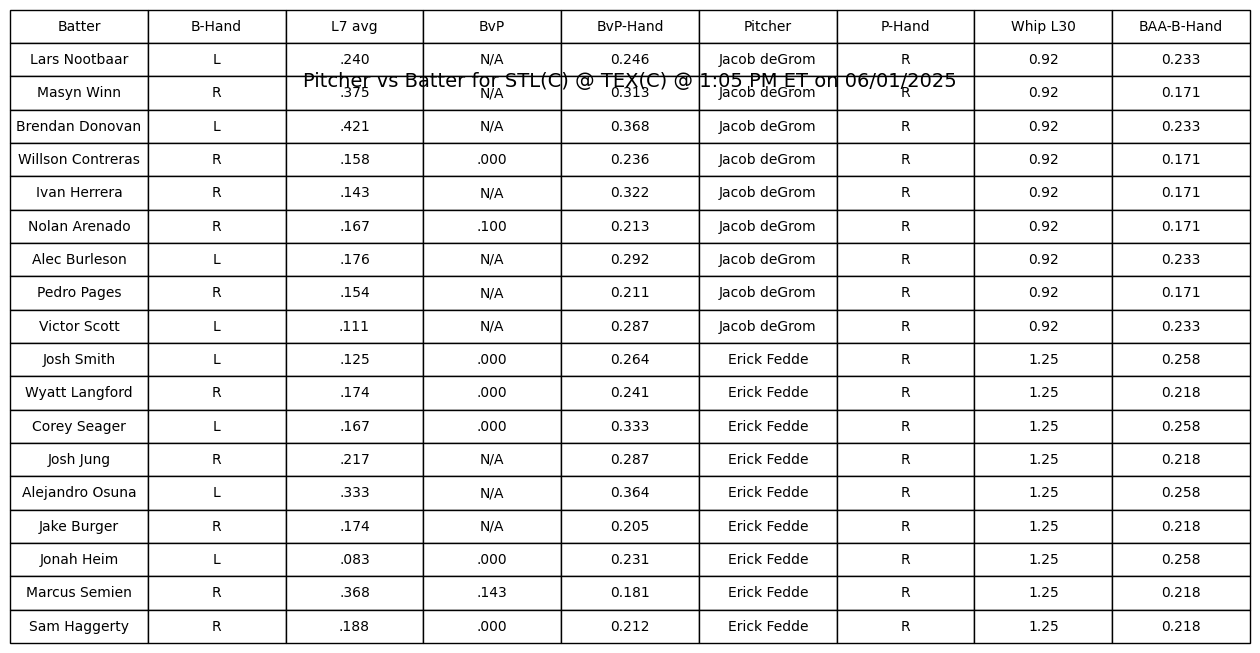 Batter B-Hand L7 avg BvP BvP-Hand Pitcher P-Hand Whip L30 BAA-B-Hand
Lars Nootbaar L .240 N/A 0.246 Jacob deGrom R 0.92 0.233
Pitcher vs Batter for STL(C) @ TEX(C) @ 1:05 PM ET on 06/01/2025
Masyn Winn R .375 N/A 0.313 Jacob deGrom R 0.92 0.171
Brendan Donovan L .421 N/A 0.368 Jacob deGrom R 0.92 0.233
Willson Contreras R .158 .000 0.236 Jacob deGrom R 0.92 0.171
Ivan Herrera R .143 N/A 0.322 Jacob deGrom R 0.92 0.171
Nolan Arenado R .167 .100 0.213 Jacob deGrom R 0.92 0.171
Alec Burleson L .176 N/A 0.292 Jacob deGrom R 0.92 0.233
Pedro Pages R .154 N/A 0.211 Jacob deGrom R 0.92 0.171
Victor Scott L .111 N/A 0.287 Jacob deGrom R 0.92 0.233
Josh Smith L .125 .000 0.264 Erick Fedde R 1.25 0.258
Wyatt Langford R .174 .000 0.241 Erick Fedde R 1.25 0.218
Corey Seager L .167 .000 0.333 Erick Fedde R 1.25 0.258
Josh Jung R .217 N/A 0.287 Erick Fedde R 1.25 0.218
Alejandro Osuna L .333 N/A 0.364 Erick Fedde R 1.25 0.258
Jake Burger R .174 N/A 0.205 Erick Fedde R 1.25 0.218
Jonah Heim L .083 .000 0.231 Erick Fedde R 1.25 0.258
Marcus Semien R .368 .143 0.181 Erick Fedde R 1.25 0.218
Sam Haggerty R .188 .000 0.212 Erick Fedde R 1.25 0.218